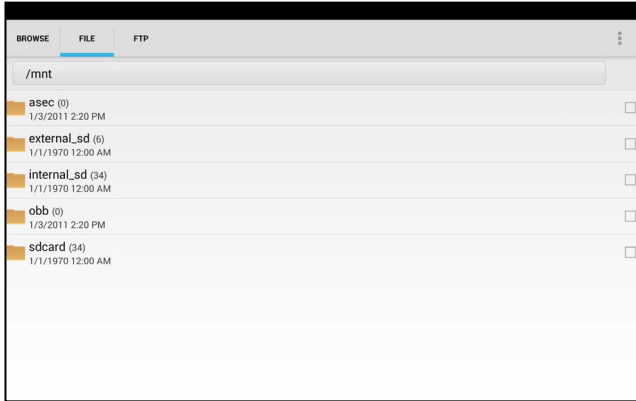 BROWSE FILE FTP
/mnt
asec (0)
1/3/2011 2:20 PM
external_sd (6)
1/1/1970 12:00 AM
internal_sd (34)
1/1/1970 12:00 AM
obb (0)
1/3/2011 2:20 PM
sdcard (34)
1/1/1970 12:00 AM